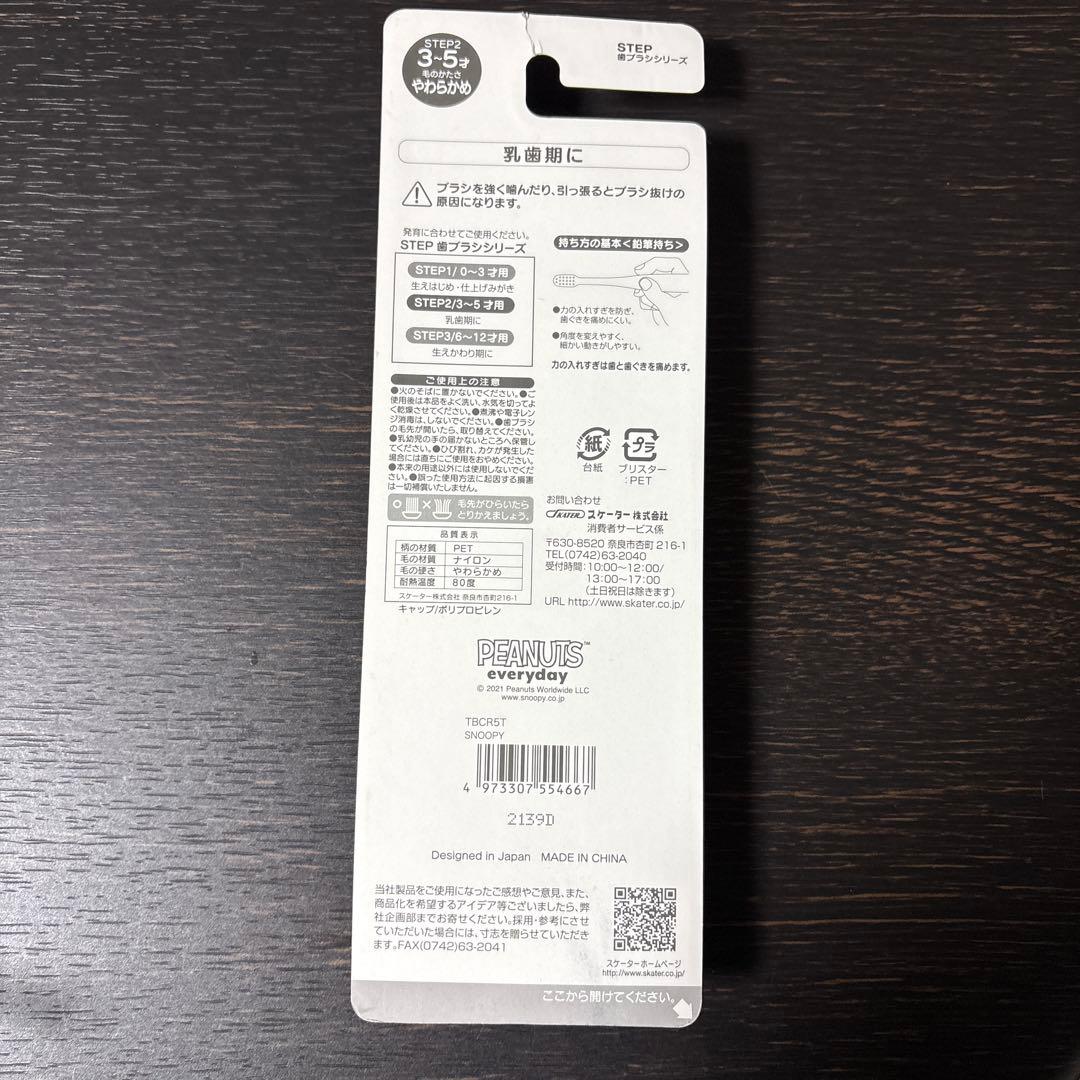 STEP2
3~5才
毛のかたさ
やわらかめ
STEP
歯ブラシシリーズ
乳歯期に
ブラシを強く噛んだり、引っ張るとブラシ抜けの
原因になります。
発育に合わせてご使用ください。
STEP 歯ブラシシリーズ
STEP1/ 0~3 才用
生えはじめ・仕上げみがき
STEP2/3~5 才用
乳歯期に
STEP3/6~12才用
生えかわり期に
持ち方の基本<鉛筆持ち>
●力の入れすぎを防ぎ、
歯ぐきを痛めにくい。
●角度を変えやすく、
細かい動きがしやすい。
力の入れすぎは歯と歯ぐきを痛めます。
ご使用上の注意
●火のそばに置かないでください。●ご
使用後は本品をよく洗い、水気を切ってよ
く乾燥させてください。●煮沸や電子レン
ジ消毒は、しないでください。●歯ブラシ
の毛先が開いたら、取り替えてください。
●乳幼児の手の届かないところへ保管し
てください。●ひび割れ、カケが発生した
場合には直ちにご使用をおやめください。
●本来の用途以外には使用しないでくだ
さい。●誤った使用方法に起因する損害
は一切補償いたしません。
○ × 毛先がひらいたら
とりかえましょう。
品質表示
柄の材質 PET
毛の材質 ナイロン
毛の硬さ やわらかめ
耐熱温度 80度
スケーター株式会社 奈良市杏町216-1
キャップ/ポリプロピレン
紙
台紙
プラ
ブリスター
:PET
お問い合わせ
SKATER スケーター株式会社
消費者サービス係
〒630-8520 奈良市杏町 216-1
TEL(0742)63-2040
受付時間:10:00~12:00/
13:00~17:00
(土日祝日は除きます)
URL http://www.skater.co.jp/
PEANUTS™
everyday
© 2021 Peanuts Worldwide LLC
www.snoopy.co.jp
TBCR5T
SNOOPY
4 973307 554667
2139D
Designed in Japan MADE IN CHINA
当社製品をご使用になったご感想やご意見、また、
商品化を希望するアイデア等ございましたら、弊
社企画部までお寄せください。採用・参考にさせ
ていただいた場合には、寸志を贈らせていただき
ます。FAX(0742)63-2041
スケーターホームページ
http://www.skater.co.jp/
ここから開けてください。